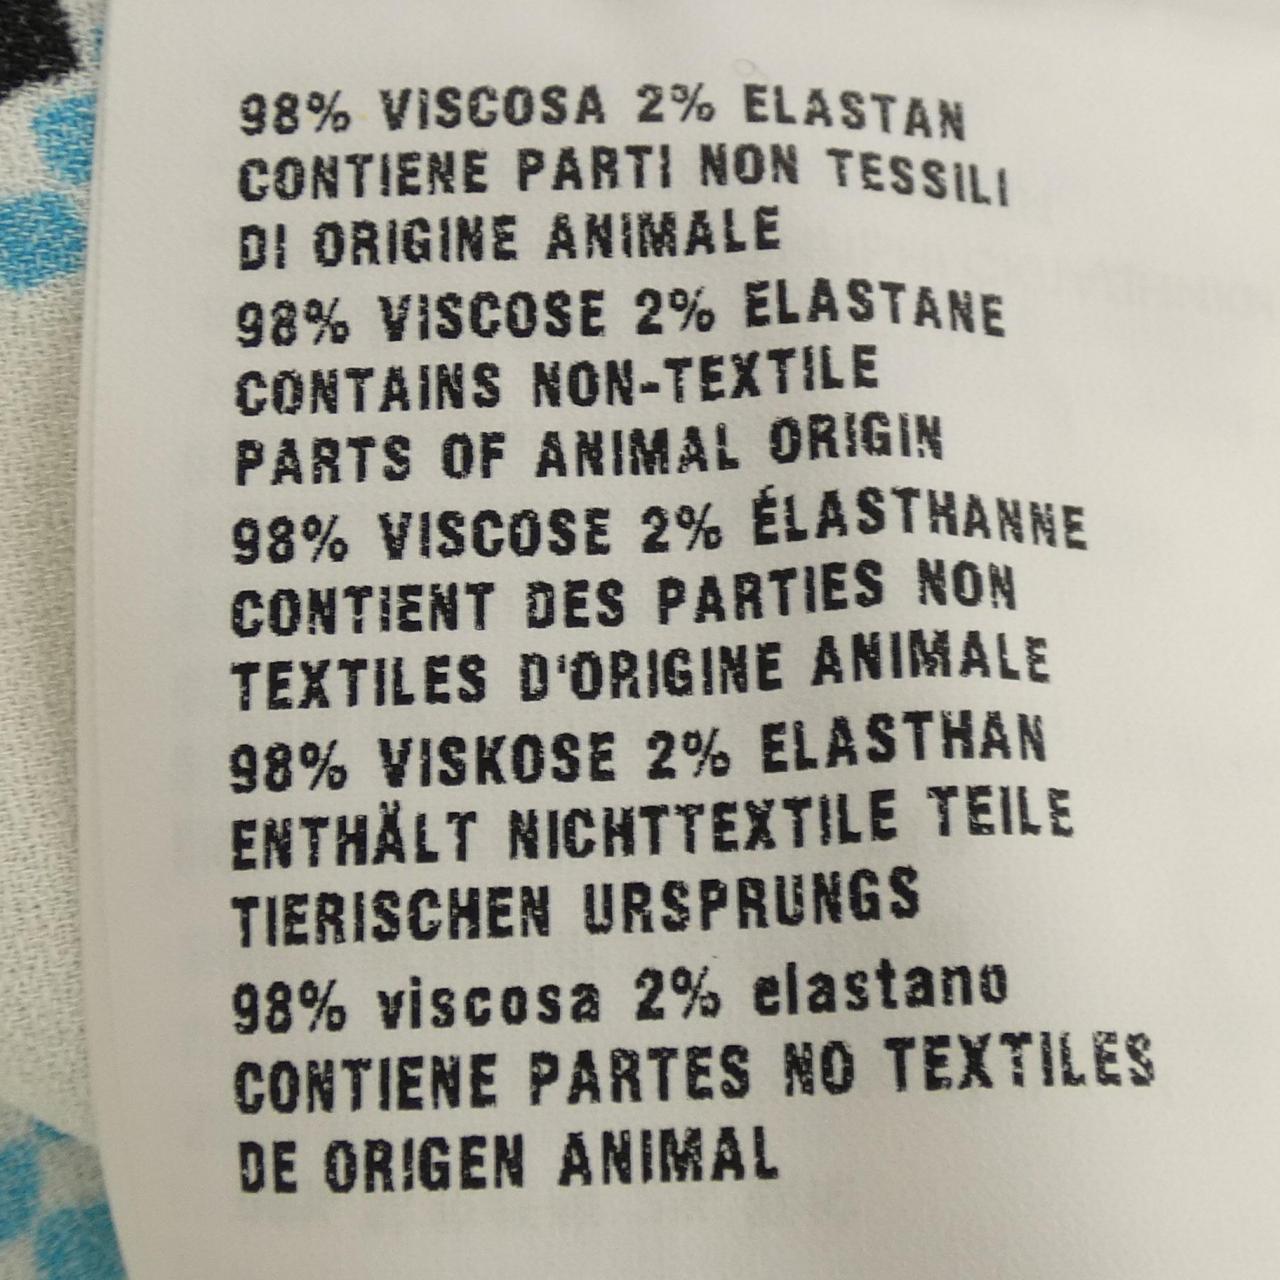 98% VISCOSA 2% ELASTAN
CONTIENE PARTI NON TESSILI
DI ORIGINE ANIMALE
98% VISCOSE 2% ELASTANE
CONTAINS NON-TEXTILE
PARTS OF ANIMAL ORIGIN
98% VISCOSE 2% ÉLASTHANNE
CONTIENT DES PARTIES NON
TEXTILES D'ORIGINE ANIMALE
98% VISKOSE 2% ELASTHAN
ENTHÄLT NICHTTEXTILE TEILE
TIERISCHEN URSPRUNGS
98% viscosa 2% elastano
CONTIENE PARTES NO TEXTILES
DE ORIGEN ANIMAL